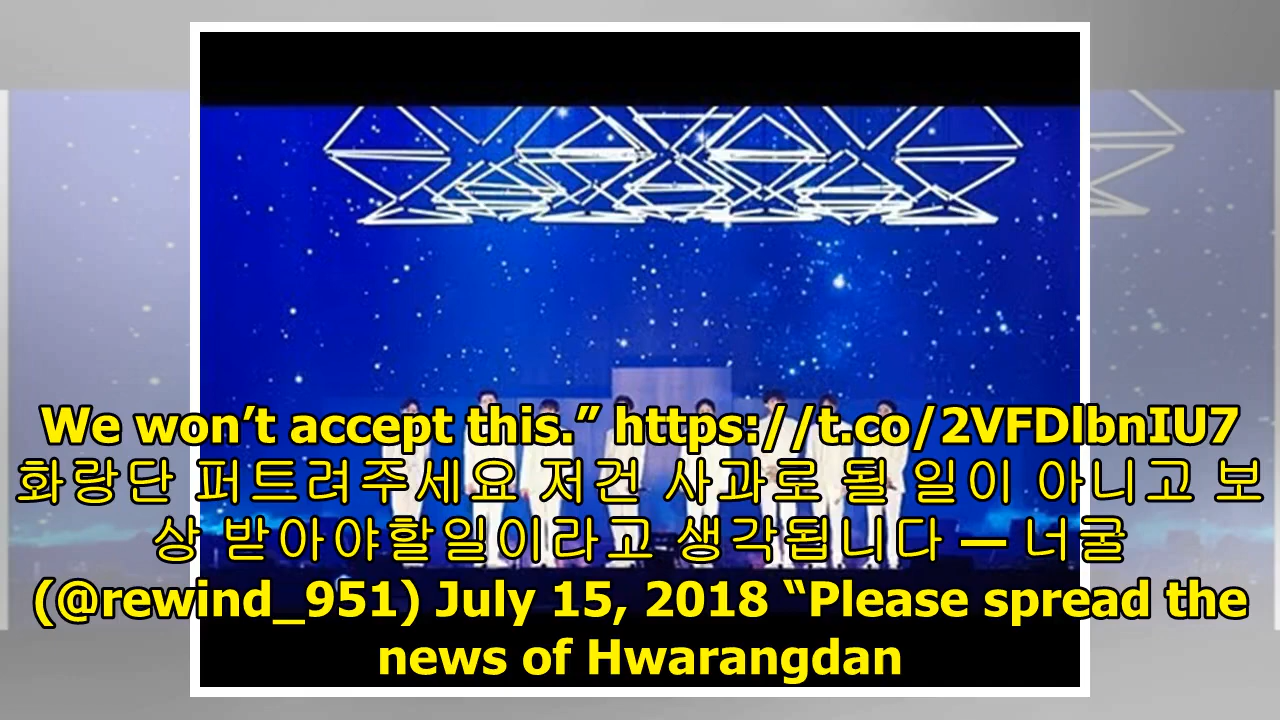 We won’t accept this.” https://t.co/2VFDlbnIU7
화랑단 퍼트려주세요 저건 사과로 될 일이 아니고 보
상 받아야할일이라고 생각됩니다 — 너굴
(@rewind_951) July 15, 2018 “Please spread the
news of Hwarangdan